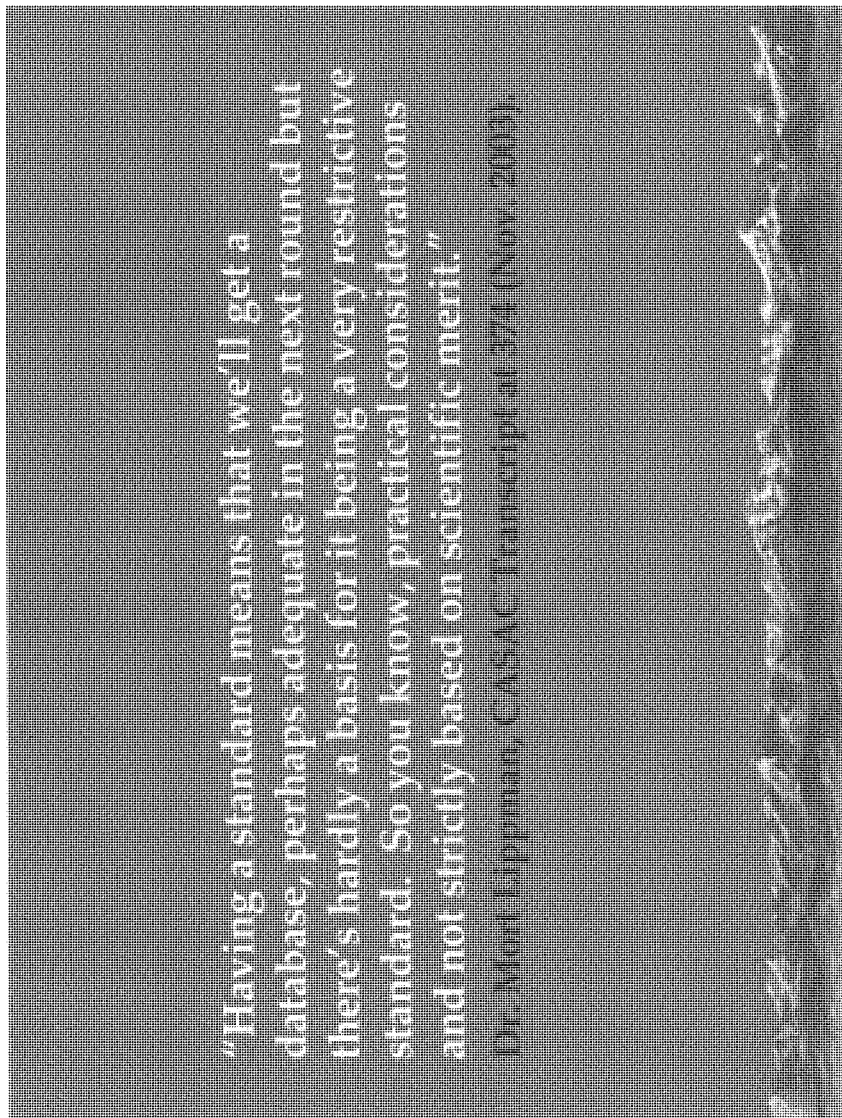 “Having a standard means that we’ll get a
database, perhaps adequate in the next round but
there’s hardly a basis for it being a very restrictive
standard.  So you know, practical considerations
and not strictly based on scientific merit.”
Dr. Mort Lippman, CASAC Transcript at 374 (Nov. 2003).